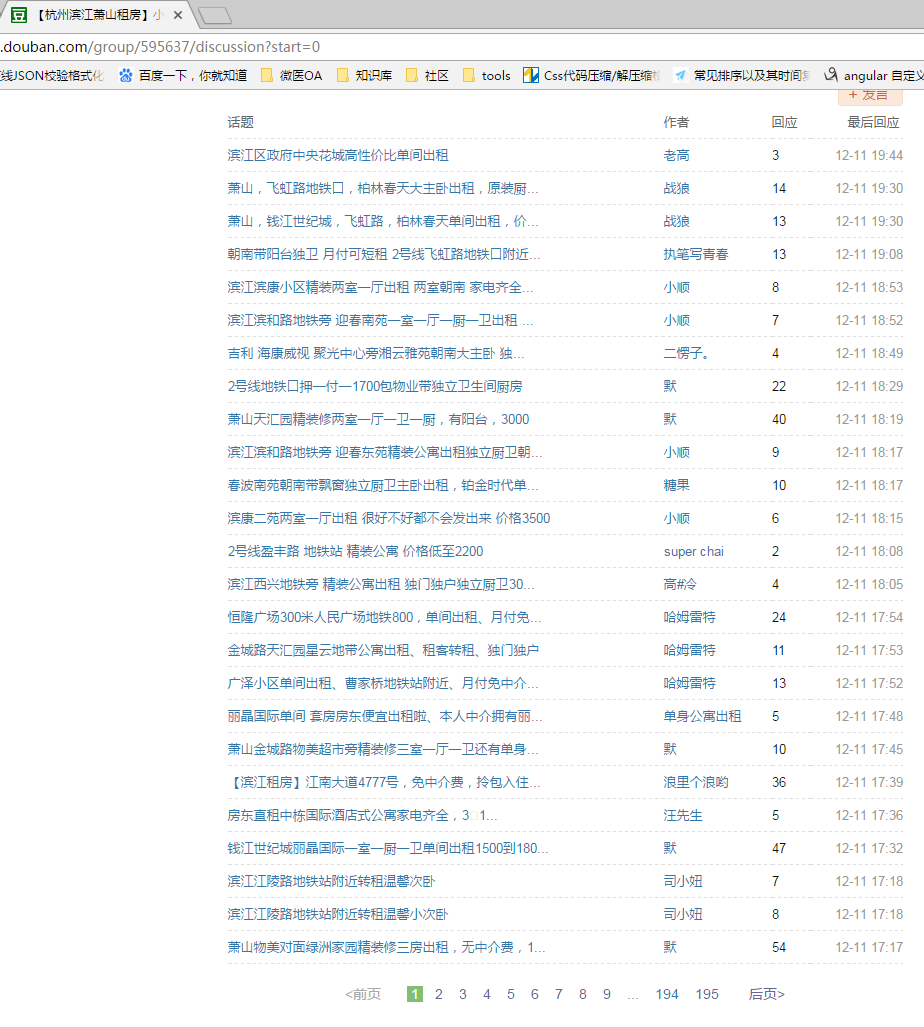 【杭州滨江萧山租房】小
.douban.com/group/595637/discussion?start=0
线JSON校验格式化 百度一下，你就知道 微医OA 知识库 社区 tools Css代码压缩/解压缩 常见排序以及其时间 angular 自定义
+ 发言
话题 作者 回应 最后回应
滨江区政府中央花城高性价比单间出租 老高 3 12-11 19:44
萧山，飞虹路地铁口，柏林春天大主卧出租，原装厨... 战狼 14 12-11 19:30
萧山，钱江世纪城，飞虹路，柏林春天单间出租，价... 战狼 13 12-11 19:30
朝南带阳台独卫 月付可短租 2号线飞虹路地铁口附近... 执笔写青春 13 12-11 19:08
滨江滨康小区精装两室一厅出租 两室朝南 家电齐全... 小顺 8 12-11 18:53
滨江滨和路地铁旁 迎春南苑一室一厅一厨一卫出租 ... 小顺 7 12-11 18:52
吉利 海康威视 聚光中心旁湘云雅苑朝南大主卧 独... 二愣子。 4 12-11 18:49
2号线地铁口押一付一1700包物业带独立卫生间厨房 默 22 12-11 18:29
萧山天汇园精装修两室一厅一卫一厨，有阳台，3000 默 40 12-11 18:19
滨江滨和路地铁旁 迎春东苑精装公寓出租独立厨卫朝... 小顺 9 12-11 18:17
春波南苑朝南带飘窗独立厨卫主卧出租，铂金时代单... 糖果 10 12-11 18:17
滨康二苑两室一厅出租 很好不好都不会发出来 价格3500 小顺 6 12-11 18:15
2号线盈丰路 地铁站 精装公寓 价格低至2200 super chai 2 12-11 18:08
滨江西兴地铁旁 精装公寓出租 独门独户独立厨卫30... 高#冷 4 12-11 18:05
恒隆广场300米人民广场地铁800，单间出租、月付免... 哈姆雷特 24 12-11 17:54
金城路天汇园星云地带公寓出租、租客转租、独门独户 哈姆雷特 11 12-11 17:53
广泽小区单间出租、曹家桥地铁站附近、月付免中介... 哈姆雷特 13 12-11 17:52
丽晶国际单间 套房房东便宜出租啦、本人中介拥有丽... 单身公寓出租 5 12-11 17:48
萧山金城路物美超市旁精装修三室一厅一卫还有单身... 默 10 12-11 17:45
【滨江租房】江南大道4777号，免中介费，拎包入住... 浪里个浪哟 36 12-11 17:39
房东直租中栋国际酒店式公寓家电齐全，3 1... 汪先生 5 12-11 17:36
钱江世纪城丽晶国际一室一厨一卫单间出租1500到180... 默 47 12-11 17:32
滨江江陵路地铁站附近转租温馨次卧 司小妞 7 12-11 17:18
滨江江陵路地铁站附近转租温馨小次卧 司小妞 8 12-11 17:18
萧山物美对面绿洲家园精装修三房出租，无中介费，1... 默 54 12-11 17:17
<前页 1 2 3 4 5 6 7 8 9 ... 194 195 后页>